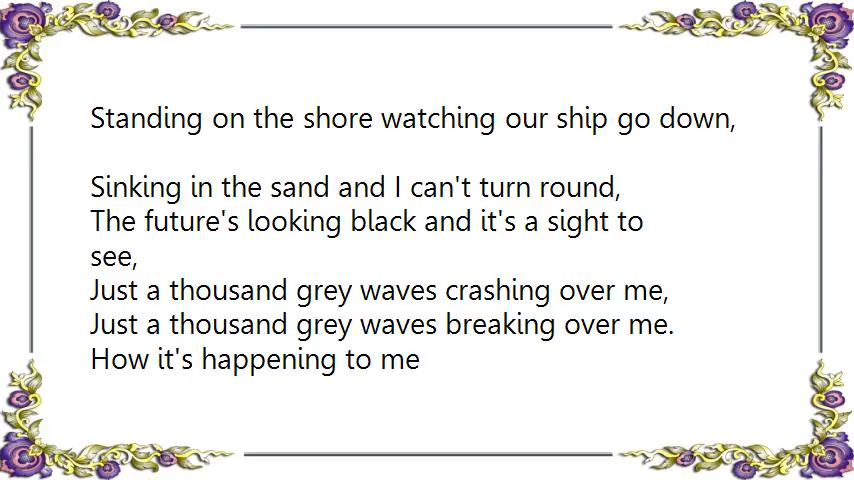 Standing on the shore watching our ship go down,
Sinking in the sand and I can't turn round,
The future's looking black and it's a sight to
see,
Just a thousand grey waves crashing over me,
Just a thousand grey waves breaking over me.
How it's happening to me